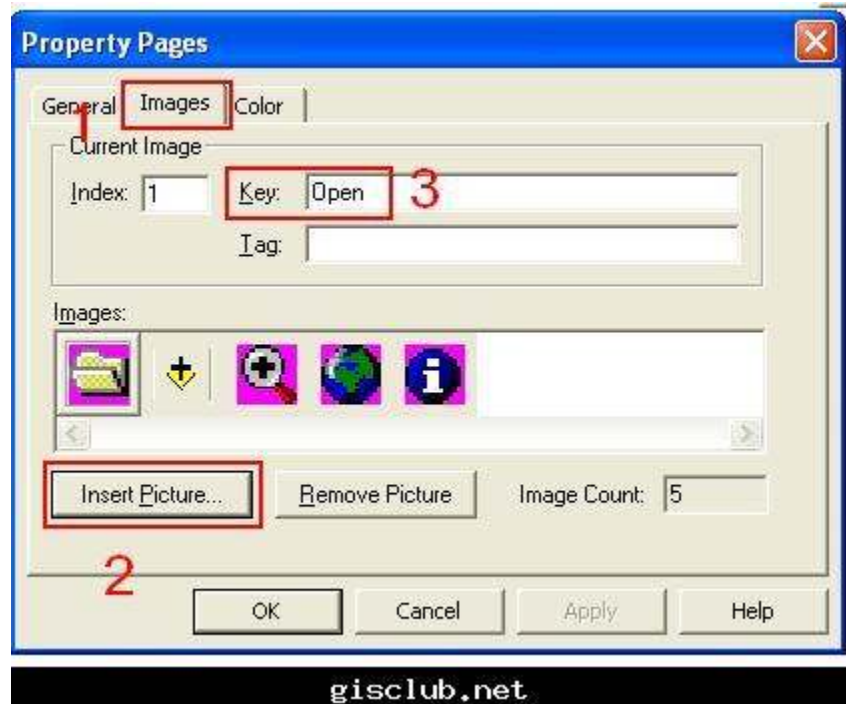 Property Pages
General Images Color
1
Current Image
Index: 1 Key: Open 3
Tag:
Images:
Insert Picture... Remove Picture Image Count: 5
2
OK Cancel Apply Help
gisclub.net